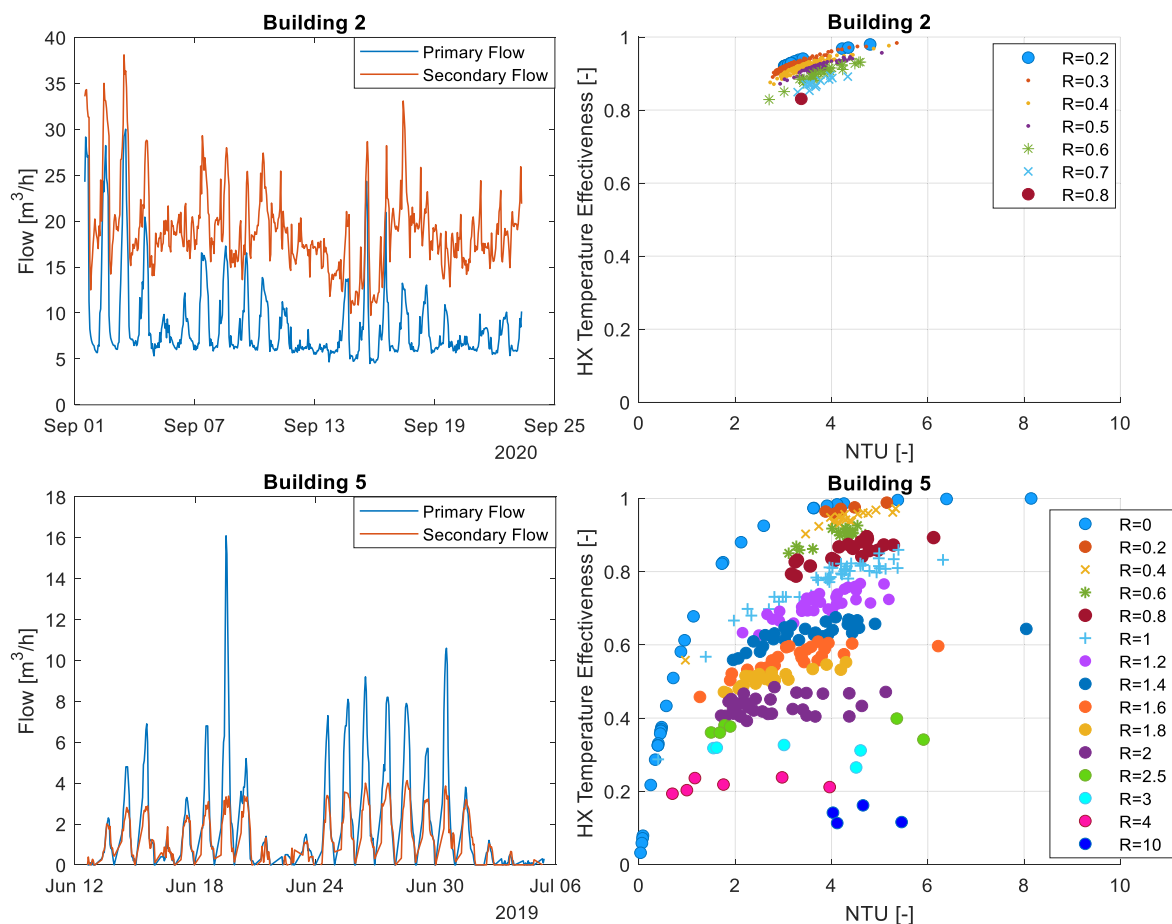 Building 2
Flow [m³/h]
40
35
30
25
20
15
10
5
0
Primary Flow
Secondary Flow
Sep 01
Sep 07
Sep 13
Sep 19
Sep 25
2020
Building 2
HX Temperature Effectiveness [-]
1
0.8
0.6
0.4
0.2
0
R=0.2
R=0.3
R=0.4
R=0.5
R=0.6
R=0.7
R=0.8
0
2
4
6
8
10
NTU [-]
Building 5
Flow [m³/h]
18
16
14
12
10
8
6
4
2
0
Primary Flow
Secondary Flow
Jun 12
Jun 18
Jun 24
Jun 30
Jul 06
2019
Building 5
HX Temperature Effectiveness [-]
1
0.8
0.6
0.4
0.2
0
R=0
R=0.2
R=0.4
R=0.6
R=0.8
R=1
R=1.2
R=1.4
R=1.6
R=1.8
R=2
R=2.5
R=3
R=4
R=10
0
2
4
6
8
10
NTU [-]